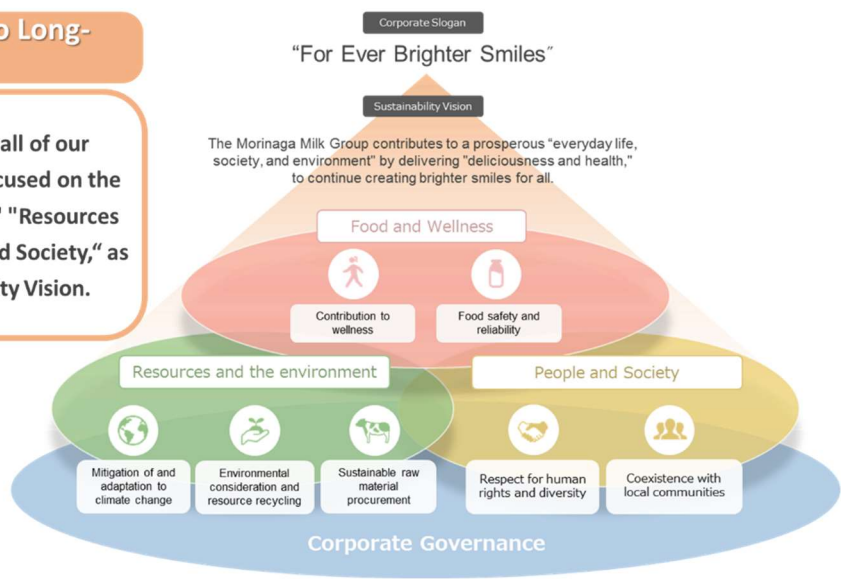 o Long-
all of our
cused on the
" "Resources
d Society,“ as
ty Vision.
Corporate Slogan
“For Ever Brighter Smiles”
Sustainability Vision
The Morinaga Milk Group contributes to a prosperous “everyday life,
society, and environment" by delivering "deliciousness and health,"
to continue creating brighter smiles for all.
Food and Wellness
Contribution to
wellness
Food safety and
reliability
Resources and the environment
Mitigation of and
adaptation to
climate change
Environmental
consideration and
resource recycling
Sustainable raw
material
procurement
People and Society
Respect for human
rights and diversity
Coexistence with
local communities
Corporate Governance